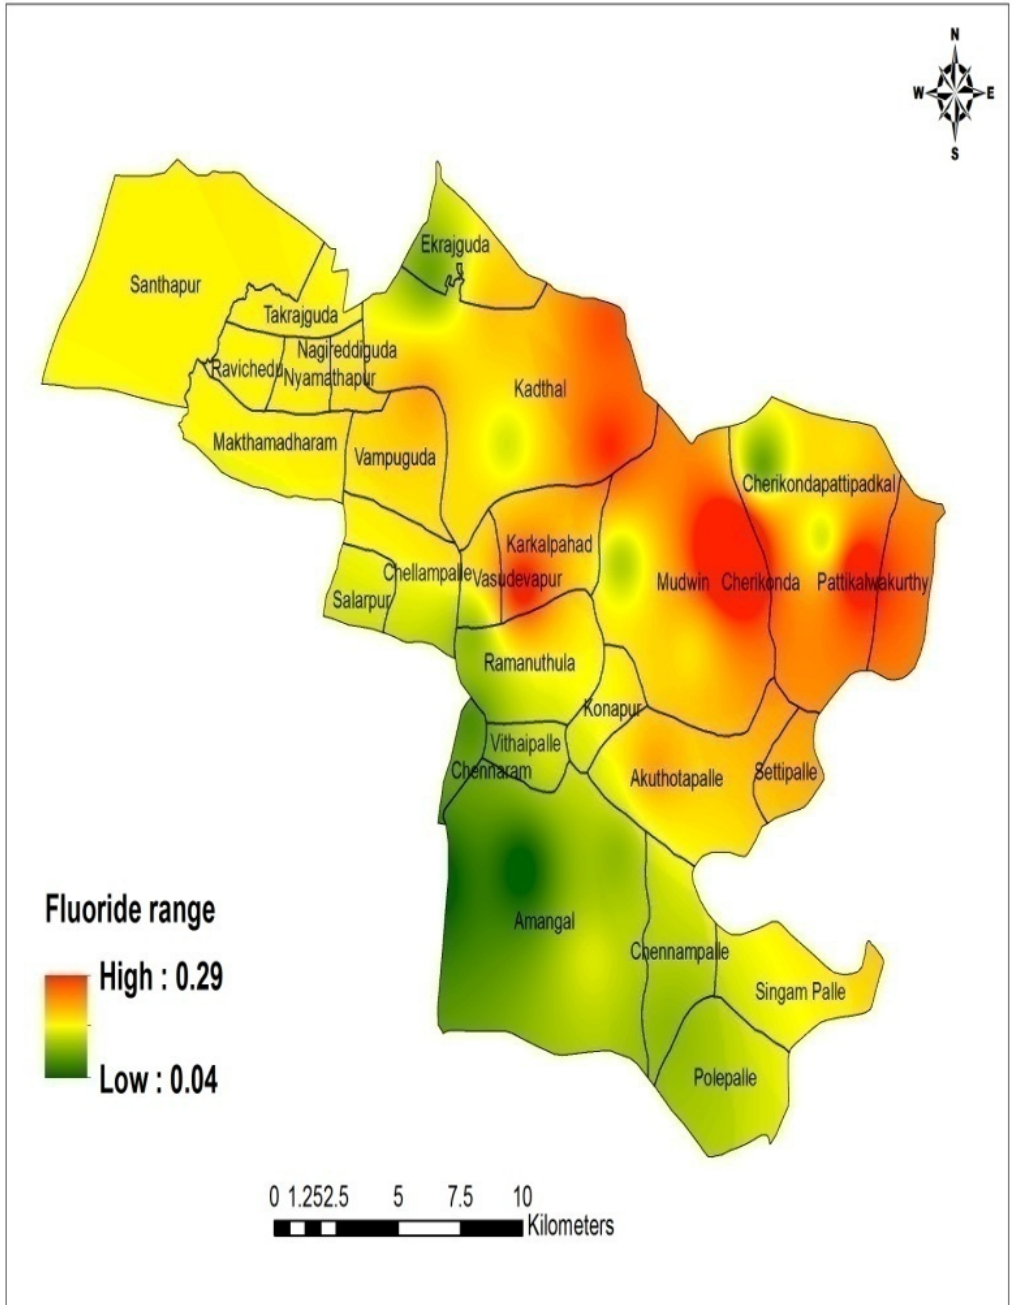 N
W E
S
Ekrajguda
Santhapur
Takrajguda
Nagireddiguda
Ravichedu
Nyamathapur
Kadthal
Makthamadharam
Vampuguda
Cherikondapattipadkal
Karkalpahad
Chellampalle
Vasudevapur
Mudwin
Cherikonda
Pattikalwakurthy
Salarpur
Ramanuthula
Konapur
Vithaipalle
Chennaram
Akuthotapalle
Settipalle
Amangal
Chennampalle
Singam Palle
Polepalle
Fluoride range
High : 0.29
Low : 0.04
0 1.252.5 5 7.5 10
Kilometers